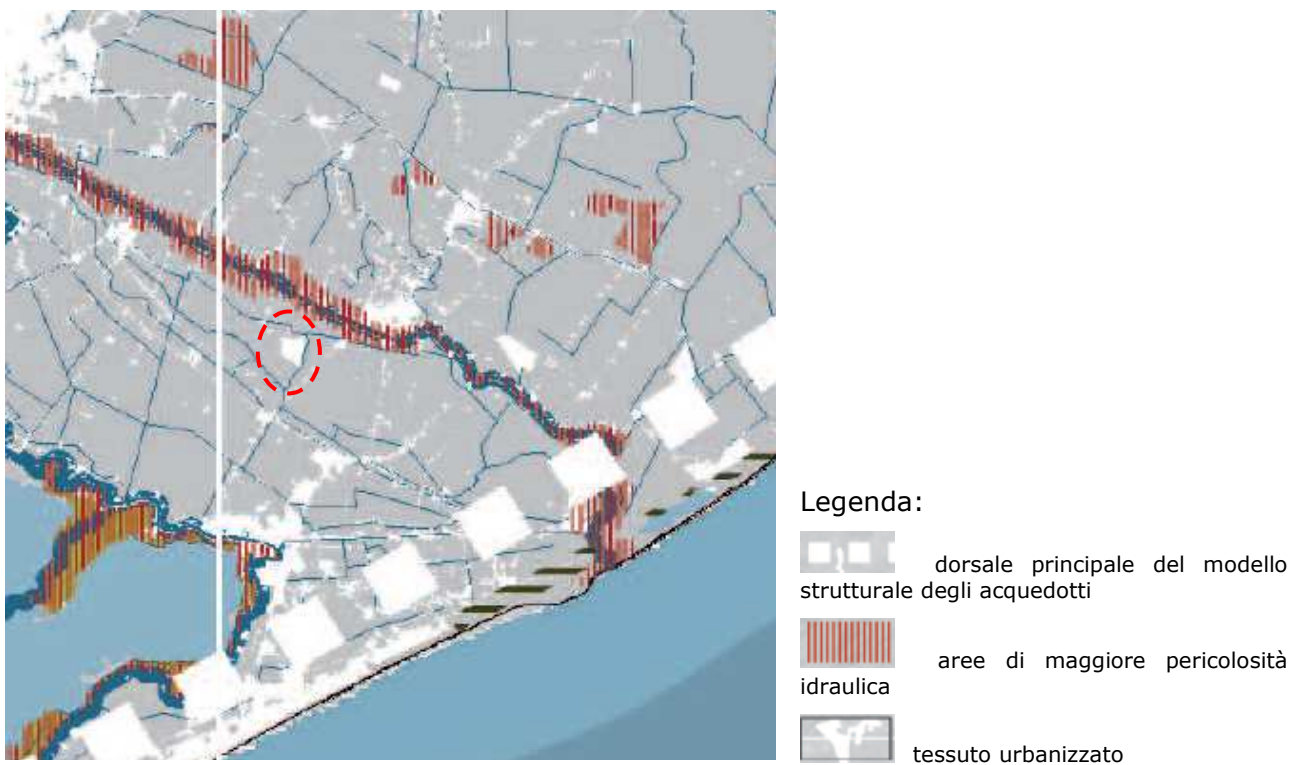 Legenda:
dorsale principale del modello
strutturale degli acquedotti
aree di maggiore pericolosità
idraulica
tessuto urbanizzato